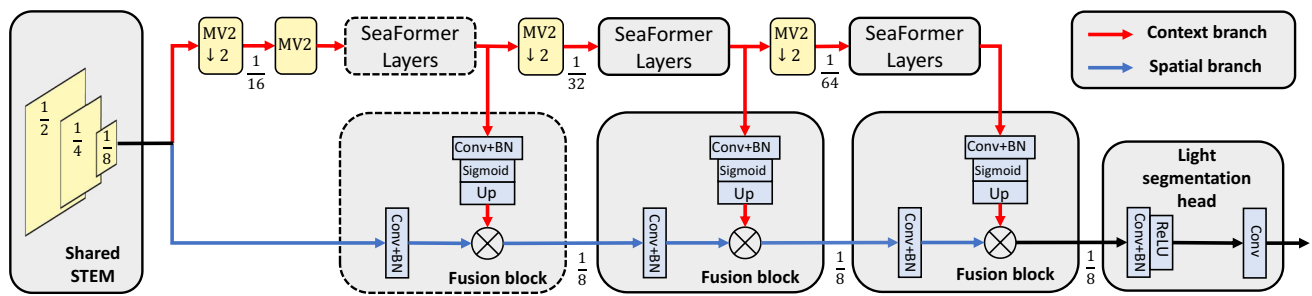 1/2
1/4
1/8
Shared
STEM
MV2
↓2
1/16
MV2
SeaFormer
Layers
MV2
↓2
1/32
SeaFormer
Layers
MV2
↓2
1/64
SeaFormer
Layers
Context branch
Spatial branch
Conv+BN
Sigmoid
Up
Conv+BN
Fusion block
1/8
Conv+BN
Sigmoid
Up
Conv+BN
Fusion block
1/8
Conv+BN
Sigmoid
Up
Conv+BN
Fusion block
1/8
Light
segmentation
head
Conv+BN
ReLU
Conv